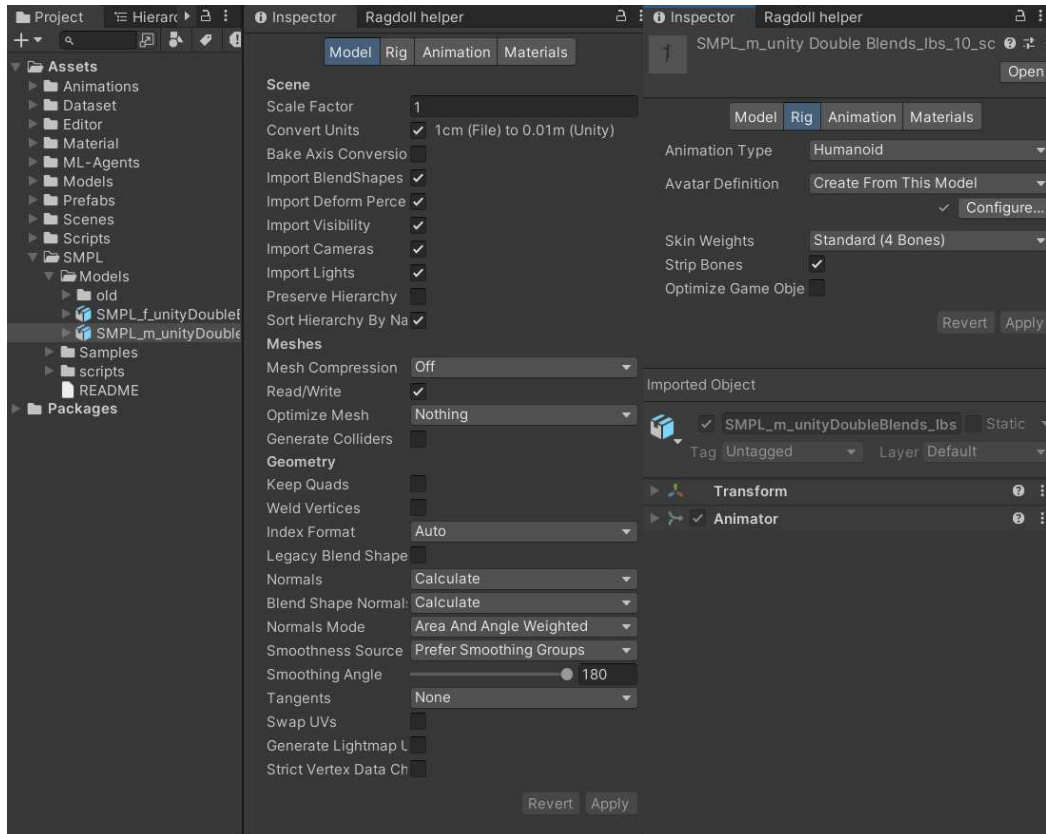 Project
Hierarc
Assets
Animations
Dataset
Editor
Material
ML-Agents
Models
Prefabs
Scenes
Scripts
SMPL
Models
old
SMPL_f_unityDoubleE
SMPL_m_unityDouble
Samples
scripts
README
Packages
Inspector
Ragdoll helper
Model
Rig
Animation
Materials
Scene
Scale Factor
1
Convert Units
1cm (File) to 0.01m (Unity)
Bake Axis Conversio
Import BlendShapes
Import Deform Perce
Import Visibility
Import Cameras
Import Lights
Preserve Hierarchy
Sort Hierarchy By Na
Meshes
Mesh Compression
Off
Read/Write
Optimize Mesh
Nothing
Generate Colliders
Geometry
Keep Quads
Weld Vertices
Index Format
Auto
Legacy Blend Shape
Normals
Calculate
Blend Shape Normal:
Calculate
Normals Mode
Area And Angle Weighted
Smoothness Source
Prefer Smoothing Groups
Smoothing Angle
180
Tangents
None
Swap UVs
Generate Lightmap U
Strict Vertex Data Ch
Revert
Apply
Inspector
Ragdoll helper
SMPL_m_unity Double Blends_lbs_10_sc
Open
Model
Rig
Animation
Materials
Animation Type
Humanoid
Avatar Definition
Create From This Model
Configure...
Skin Weights
Standard (4 Bones)
Strip Bones
Optimize Game Obje
Revert
Apply
Imported Object
SMPL_m_unityDoubleBlends_lbs
Static
Tag
Untagged
Layer
Default
Transform
Animator